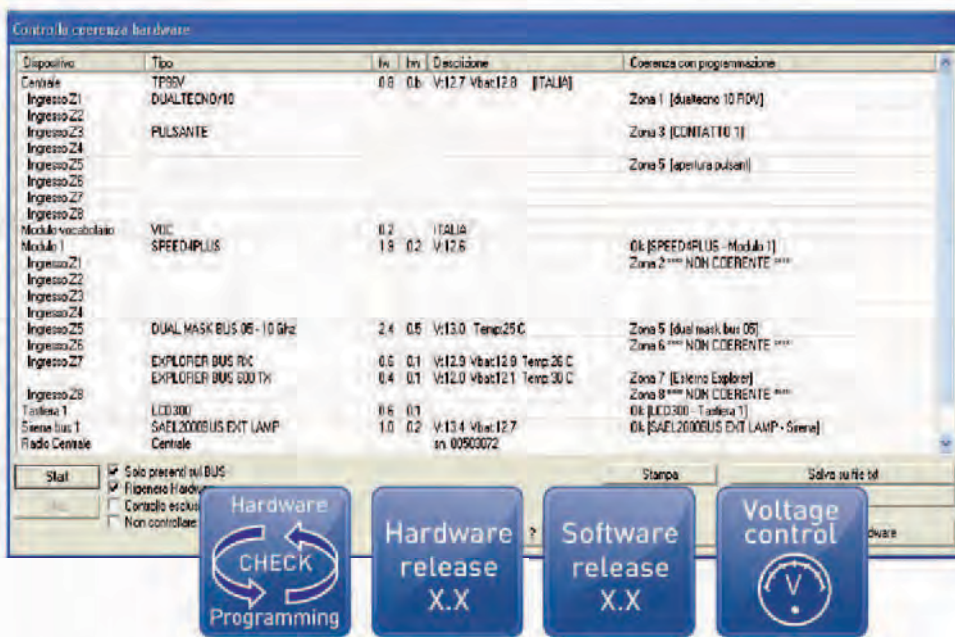 Controllo coerenza hardware
Dispositivo Tipo fw hw Descrizione Coerenza con programmazione
Centrale 0.8 0.b V:12.7 Vbat:12.8 [ITALIA]
Ingresso Z1 DUALTECNO/10 Zona 1 [dualtecno 10 RDV]
Ingresso Z2
Ingresso Z3 PULSANTE Zona 3 [CONTATTO 1]
Ingresso Z4
Ingresso Z5 Zona 5 [apertura pulsanti]
Ingresso Z6
Ingresso Z7
Ingresso Z8
Modulo vocabolario VOC 0.2 ITALIA
Modulo 1 SPEED4PLUS 1.9 0.2 V:12.6 Ok [SPEED4PLUS - Modulo 1]
Ingresso Z1 Zona 2 **** NON COERENTE ****
Ingresso Z2
Ingresso Z3
Ingresso Z4
Ingresso Z5 DUAL MASK BUS 05 - 10 Ghz 2.4 0.5 V:13.0 Temp:25 C Zona 5 [dual mask bus 05]
Ingresso Z6 Zona 6 **** NON COERENTE ****
Ingresso Z7 EXPLORER BUS RX 0.6 0.1 V:12.9 Vbat:12.9 Temp:26 C
EXPLORER BUS 600 TX 0.4 0.1 V:12.0 Vbat:12.1 Temp:30 C Zona 7 [Esterno Explorer]
Ingresso Z8 Zona 8 **** NON COERENTE ****
Tastiera 1 LCD300 0.6 0.1 Ok [LCD300 - Tastiera 1]
Sirena bus 1 SAEL2000BUS EXT LAMP 1.0 0.2 V:13.4 Vbat:12.7 Ok [SAEL2000BUS EXT LAMP - Sirena]
Radio Centrale Centrale sn. 00503072
Start Solo presenti sul BUS Stampa Salva su file txt
Rigenera Hardware
Controllo esclusi
Non controllare ? dware
Hardware
CHECK
Programming
Hardware
release
X.X
Software
release
X.X
Voltage
control
V